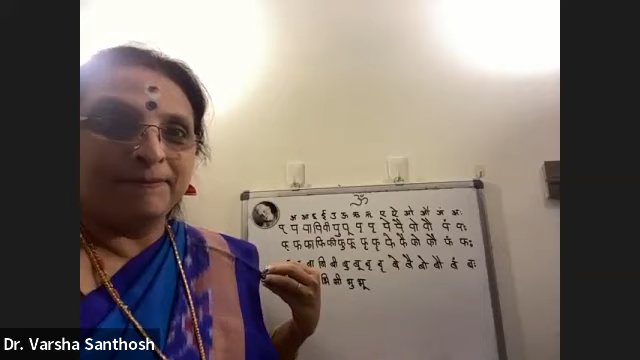 ॐ
अ आ इ ई उ ऊ ऋ ॠ ए ऐ ओ औ अं अः
प् प पा पि पी पु पू पृ पॄ पे पै पो पौ पं पः
फ् फ फा फि फी फु फू फृ फॄ फे फै फो फौ फं फः
बा बि बी बु बू बृ बॄ बे बै बो बौ बं बः
भि भी भु भू
Dr. Varsha Santhosh